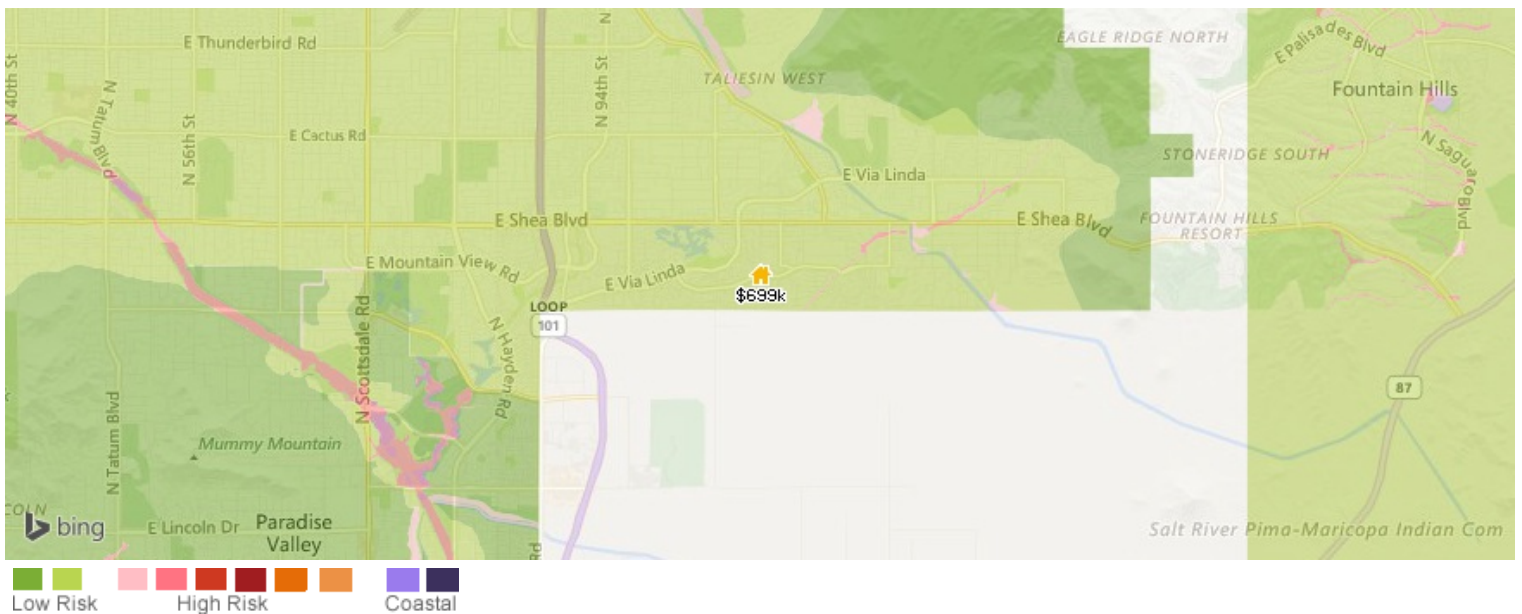 E Thunderbird Rd
N
EAGLE RIDGE NORTH
E Palisades Blvd
N 40th St
N Tatum Blvd
N 94th St
TALIESIN WEST
Fountain Hills
N 56th St
E Cactus Rd
STONERIDGE SOUTH
N Saguaro Blvd
E Via Linda
E Shea Blvd
E Shea Blvd
FOUNTAIN HILLS
RESORT
E Mountain View Rd
E Via Linda
$699k
LOOP
101
N Scottsdale Rd
N Hayden Rd
87
N Tatum Blvd
Mummy Mountain
COLN
bing
E Lincoln Dr
Paradise
Valley
Rd
Salt River Pima-Maricopa Indian Com
Low Risk
High Risk
Coastal